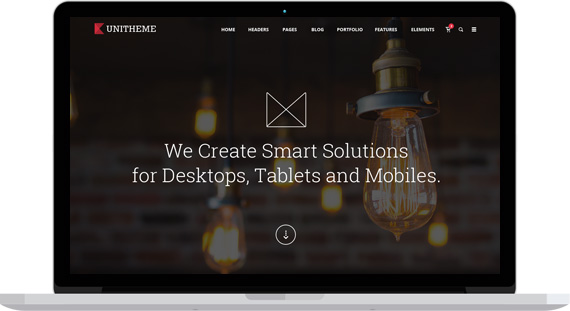 UNITHEME
HOME HEADERS PAGES BLOG PORTFOLIO FEATURES ELEMENTS
We Create Smart Solutions
for Desktops, Tablets and Mobiles.